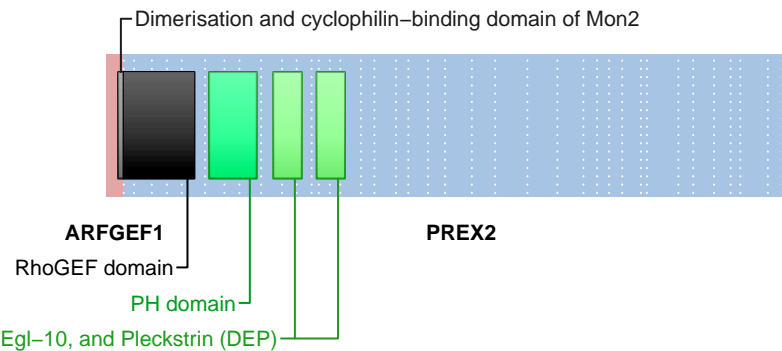 Dimerisation and cyclophilin−binding domain of Mon2
ARFGEF1
PREX2
RhoGEF domain
PH domain
Egl−10, and Pleckstrin (DEP)